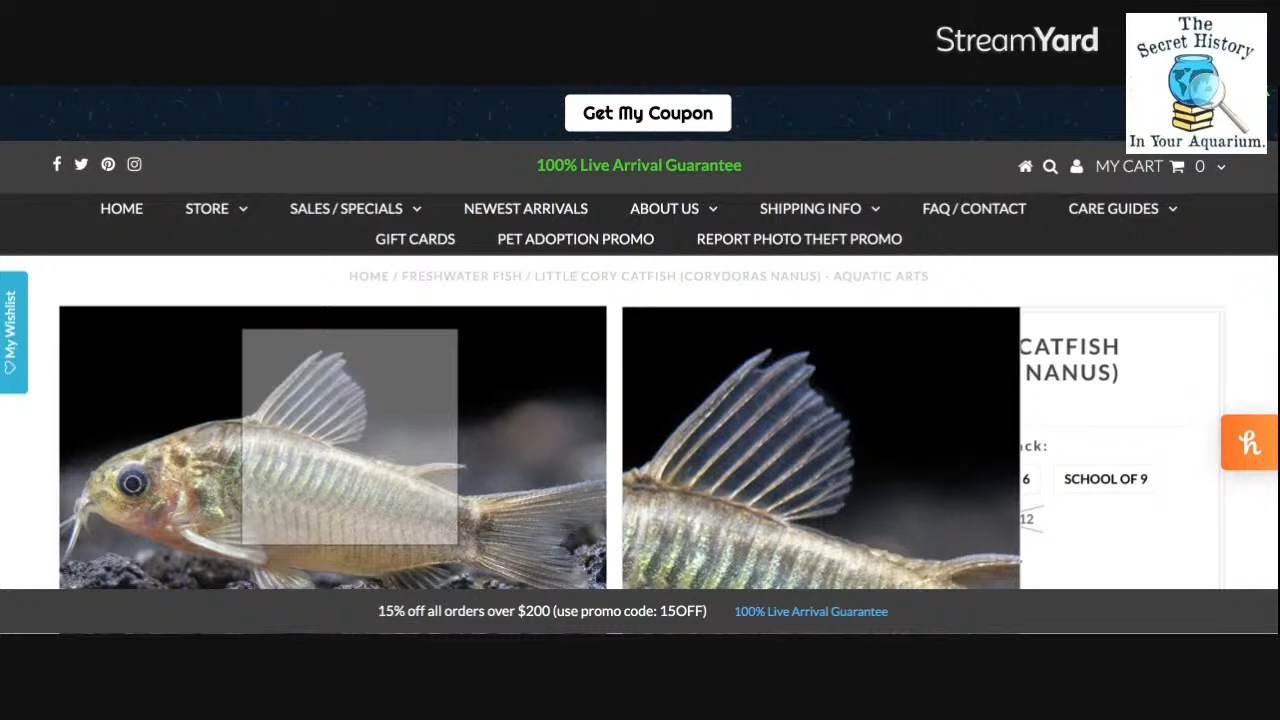 StreamYard
The
Secret History
In Your Aquarium.
Get My Coupon
100% Live Arrival Guarantee
MY CART 0
HOME STORE SALES / SPECIALS NEWEST ARRIVALS ABOUT US SHIPPING INFO FAQ / CONTACT CARE GUIDES
GIFT CARDS PET ADOPTION PROMO REPORT PHOTO THEFT PROMO
HOME / FRESHWATER FISH / LITTLE CORY CATFISH (CORYDORAS NANUS) - AQUATIC ARTS
My Wishlist
CATFISH
NANUS)
ack:
6 SCHOOL OF 9
12
15% off all orders over $200 (use promo code: 15OFF) 100% Live Arrival Guarantee